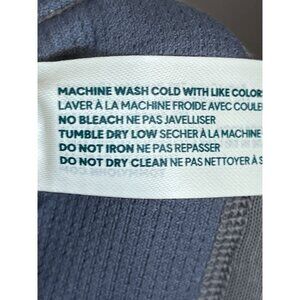 MACHINE WASH COLD WITH LIKE COLORS
LAVER À LA MACHINE FROIDE AVEC COULE
NO BLEACH NE PAS JAVELLISER
TUMBLE DRY LOW SECHER À LA MACHINE
DO NOT IRON NE PAS REPASSER
DO NOT DRY CLEAN NE PAS NETTOYER À S